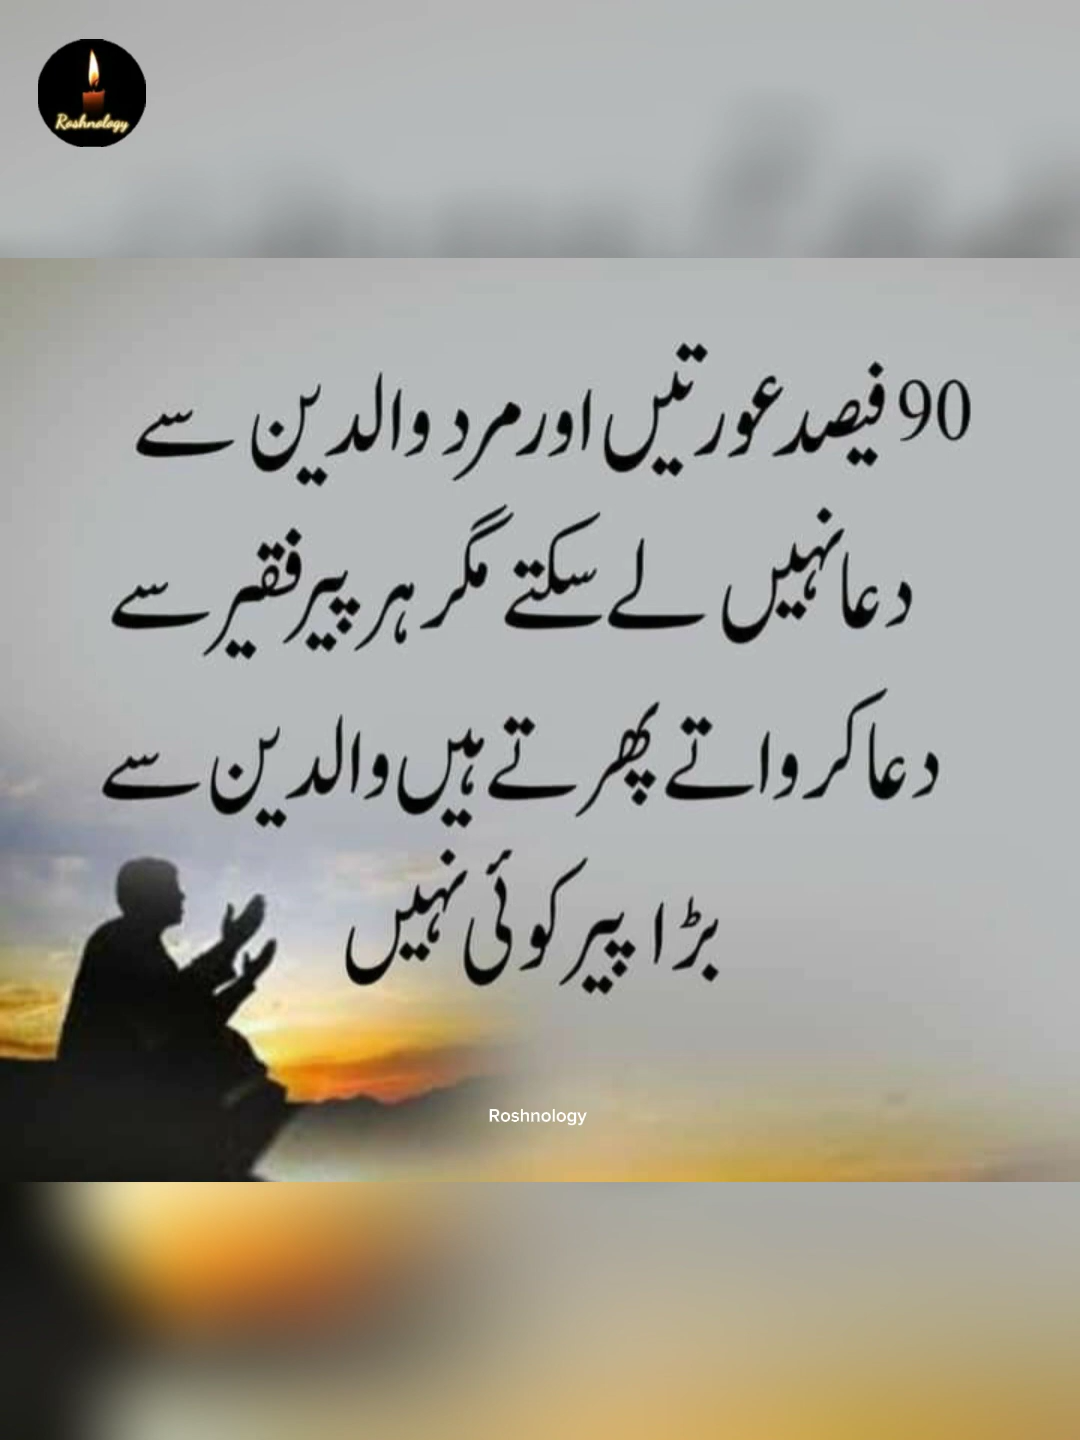 Roshnology
90 فیصد عورتیں اور مرد والدین سے
دعا نہیں لے سکتے مگر ہر پیر فقیر سے
دعا کرواتے پھرتے ہیں والدین سے
بڑا پیر کوئی نہیں
Roshnology